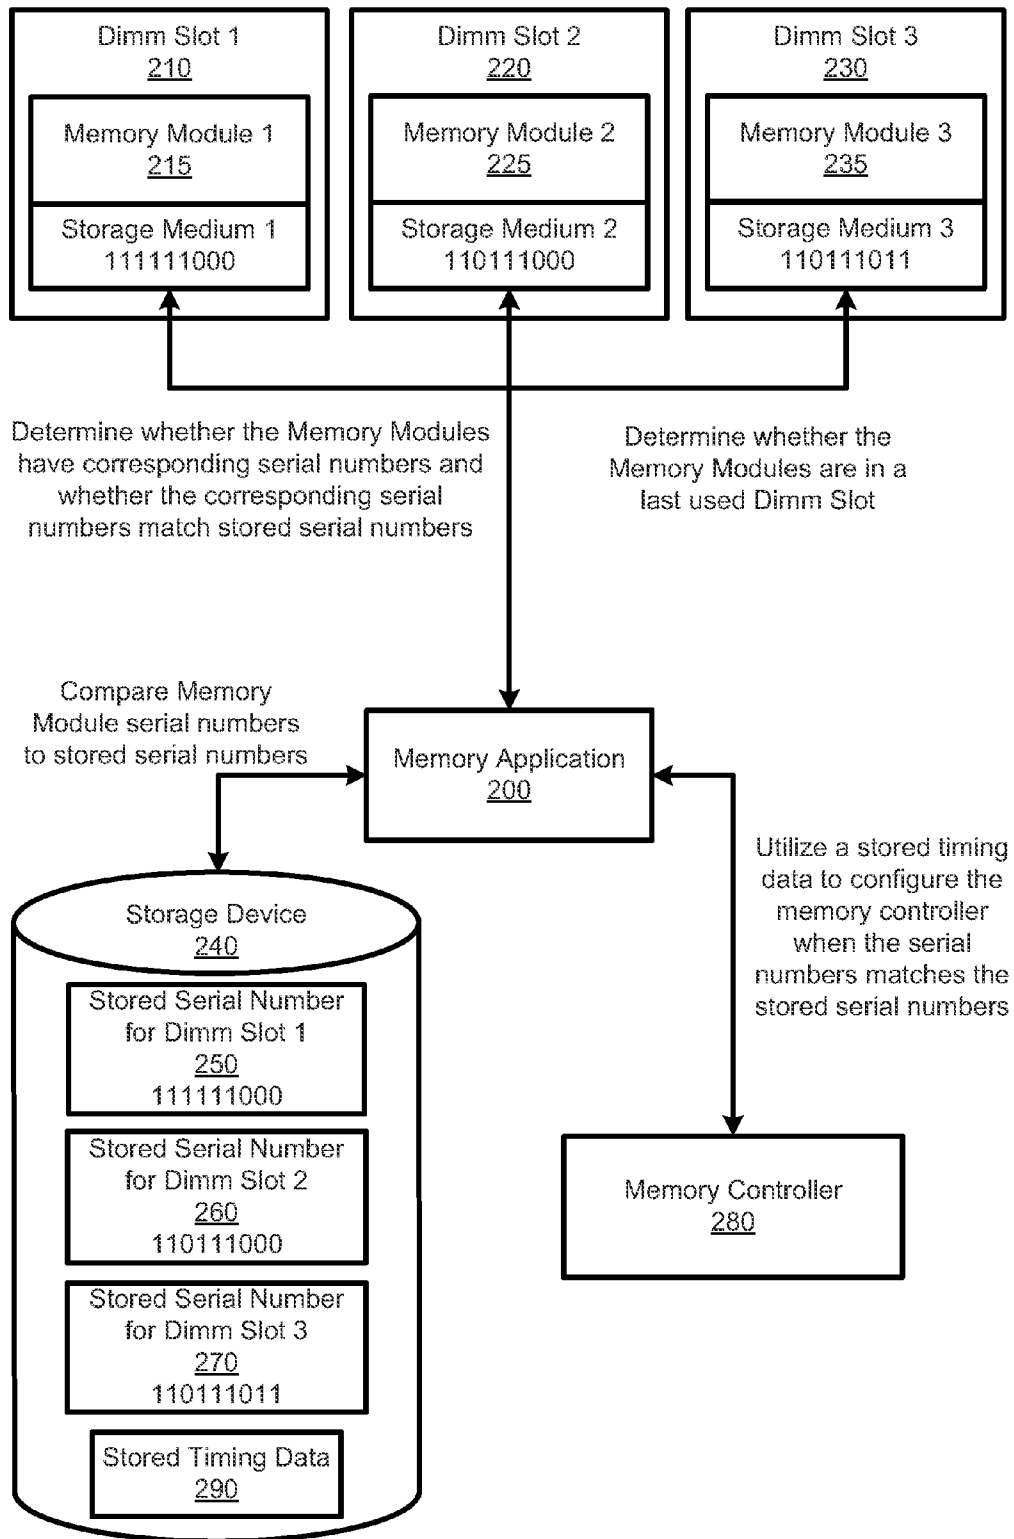 Dimm Slot 1
210
Memory Module 1
215
Storage Medium 1
111111000
Dimm Slot 2
220
Memory Module 2
225
Storage Medium 2
110111000
Dimm Slot 3
230
Memory Module 3
235
Storage Medium 3
110111011
Determine whether the Memory Modules
have corresponding serial numbers and
whether the corresponding serial
numbers match stored serial numbers
Determine whether the
Memory Modules are in a
last used Dimm Slot
Compare Memory
Module serial numbers
to stored serial numbers
Memory Application
200
Utilize a stored timing
data to configure the
memory controller
when the serial
numbers matches the
stored serial numbers
Storage Device
240
Stored Serial Number
for Dimm Slot 1
250
111111000
Stored Serial Number
for Dimm Slot 2
260
110111000
Stored Serial Number
for Dimm Slot 3
270
110111011
Stored Timing Data
290
Memory Controller
280